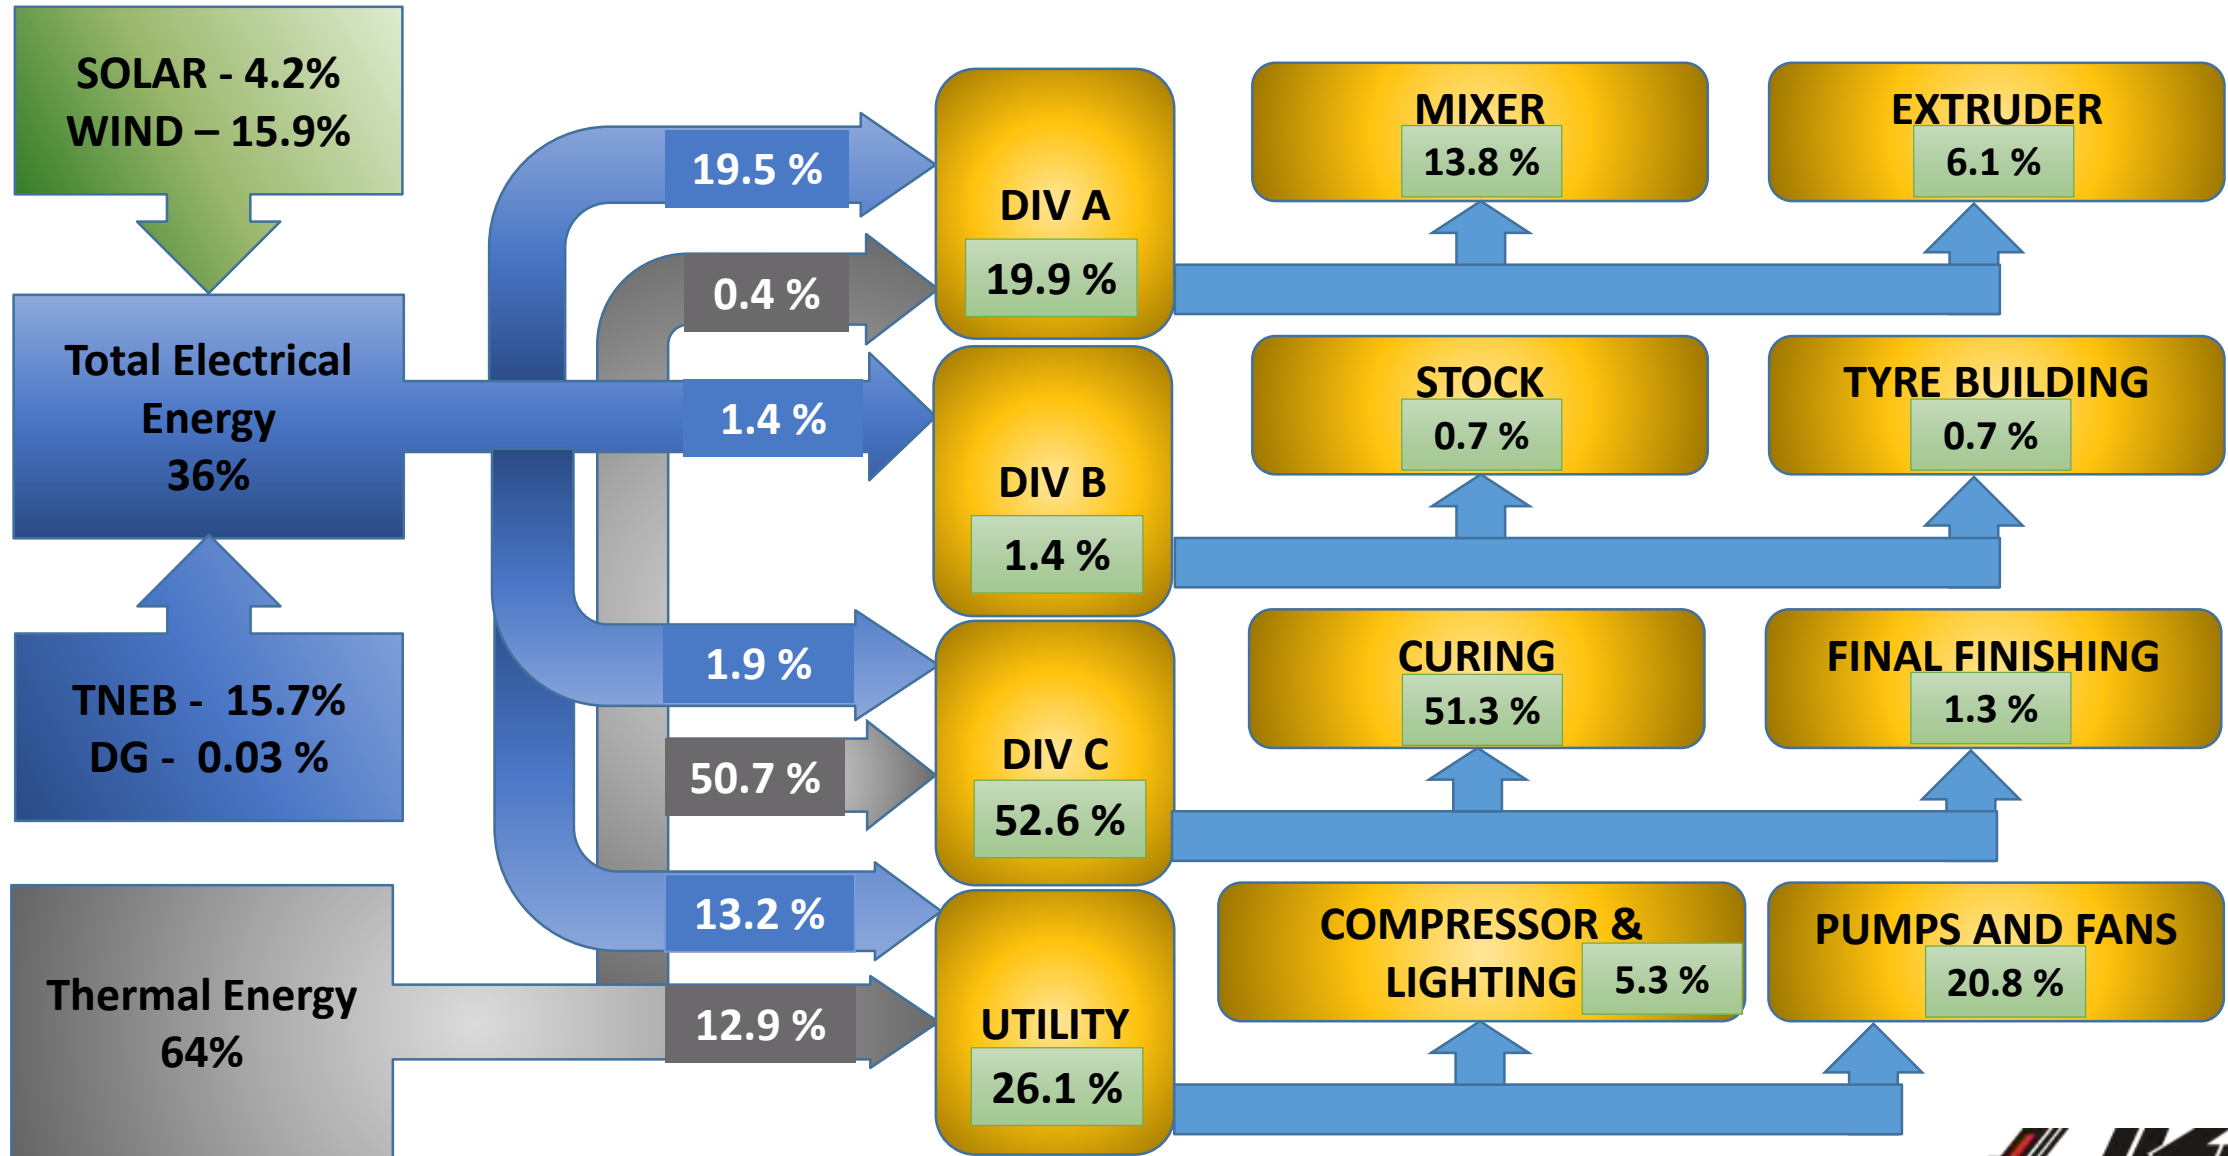 SOLAR - 4.2%
WIND – 15.9%
Total Electrical
Energy
36%
TNEB -  15.7%
DG -  0.03 %
Thermal Energy
64%
19.5 %
0.4 %
1.4 %
1.9 %
50.7 %
13.2 %
12.9 %
DIV A
19.9 %
DIV B
1.4 %
DIV C
52.6 %
UTILITY
26.1 %
MIXER
13.8 %
EXTRUDER
6.1 %
STOCK
0.7 %
TYRE BUILDING
0.7 %
CURING
51.3 %
FINAL FINISHING
1.3 %
COMPRESSOR &
LIGHTING 5.3 %
PUMPS AND FANS
20.8 %